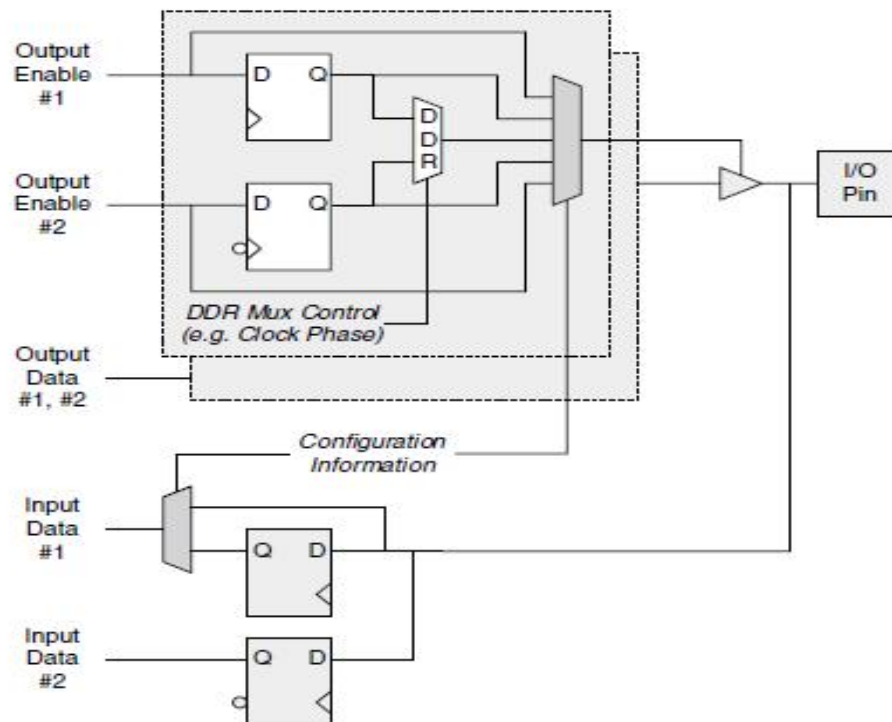 Output
Enable
#1
D Q
D
D
R
Output
Enable
#2
D Q
I/O
Pin
DDR Mux Control
(e.g. Clock Phase)
Output
Data
#1, #2
Configuration
Information
Input
Data
#1
Q D
Input
Data
#2
Q D